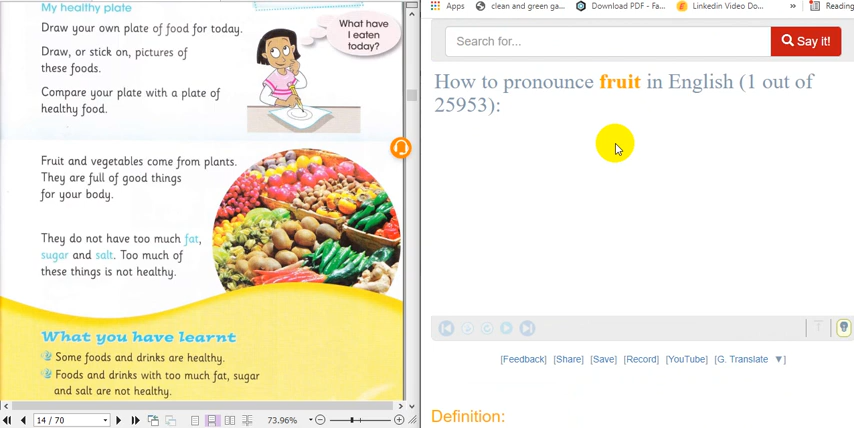 My healthy plate
Draw your own plate of food for today.
Draw, or stick on, pictures of
these foods.
Compare your plate with a plate of
healthy food.
What have
I eaten
today?
Fruit and vegetables come from plants.
They are full of good things
for your body.
They do not have too much fat,
sugar and salt. Too much of
these things is not healthy.
What you have learnt
Some foods and drinks are healthy.
Foods and drinks with too much fat, sugar
and salt are not healthy.
14 / 70
73.96%
Apps
clean and green ga...
Download PDF - Fa...
Linkedin Video Do...
»
Reading
Search for...
Say it!
How to pronounce fruit in English (1 out of
25953):
[Feedback] [Share] [Save] [Record] [YouTube] [G. Translate ▼]
Definition: